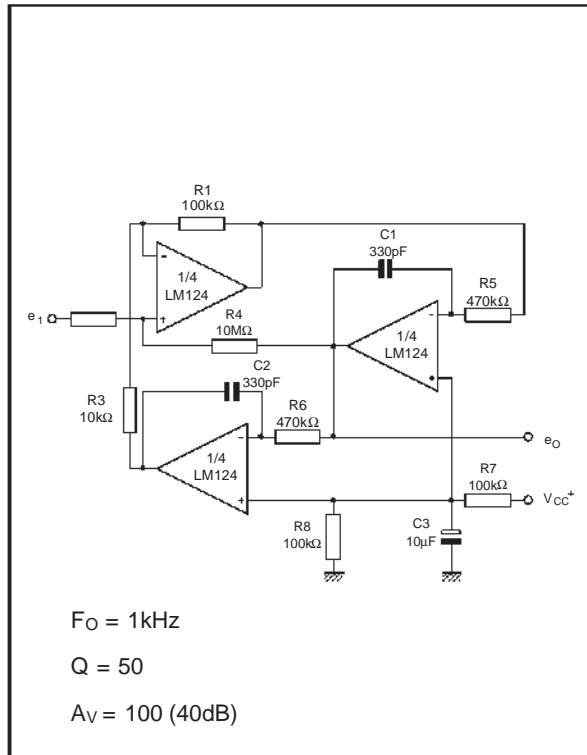 R1
100kΩ
C1
330pF
1/4
LM124
R5
470kΩ
e1
R4
10MΩ
1/4
LM124
C2
330pF
R3
10kΩ
R6
470kΩ
1/4
LM124
eO
R7
100kΩ
VCC+
R8
100kΩ
C3
10µF
FO = 1kHz
Q = 50
AV = 100 (40dB)